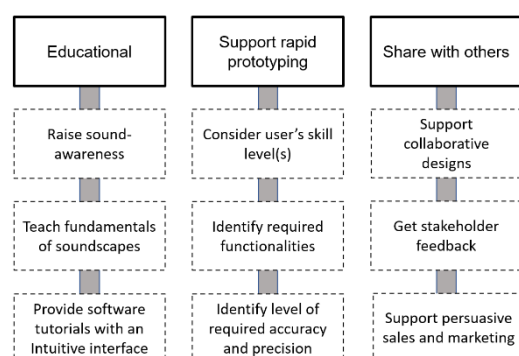 Educational
Raise sound-
awareness
Teach fundamentals
of soundscapes
Provide software
tutorials with an
Intuitive interface
Support rapid
prototyping
Consider user's skill
level(s)
Identify required
functionalities
Identify level of
required accuracy
and precision
Share with others
Support
collaborative
designs
Get stakeholder
feedback
Support persuasive
sales and marketing